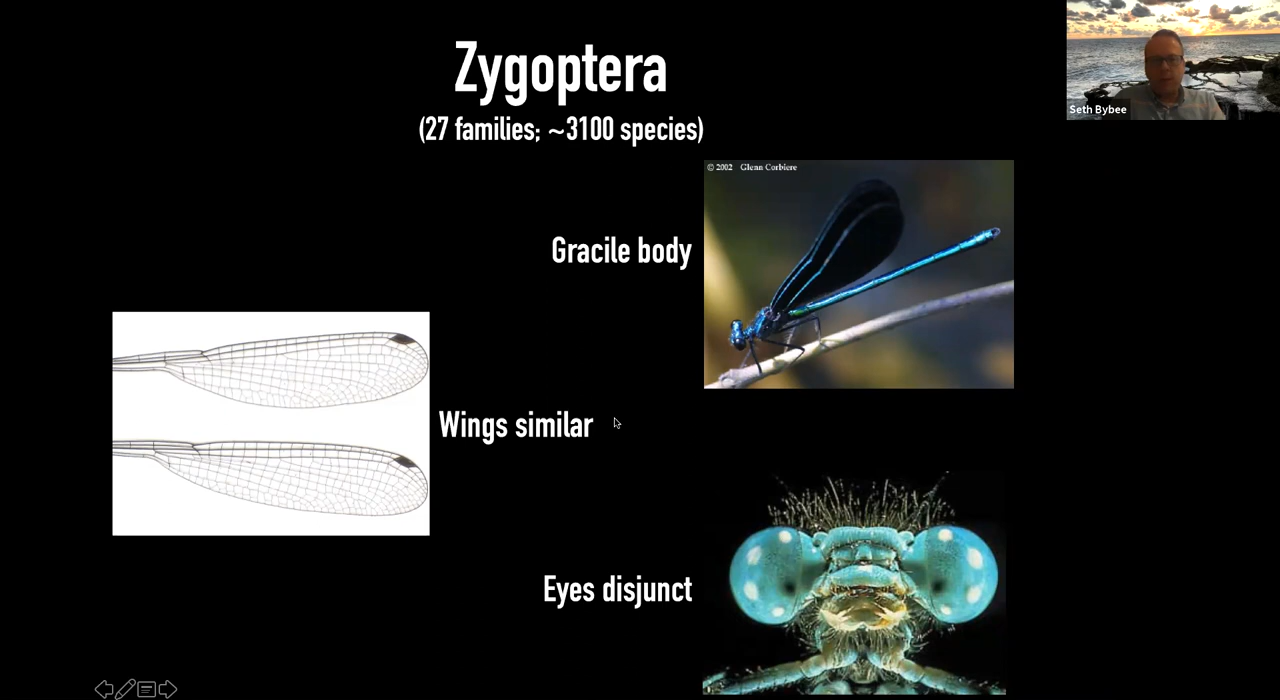 Zygoptera
(27 families; ~3100 species)
Seth Bybee
© 2002 Glenn Corbiere
Gracile body
Wings similar
Eyes disjunct